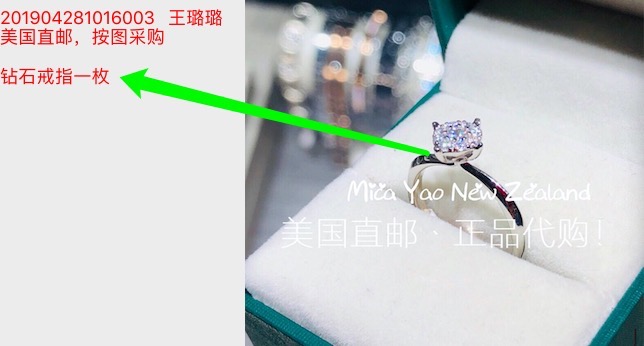 201904281016003 王璐璐
美国直邮，按图采购
钻石戒指一枚
Mica Yao New Zealand
美国直邮、正品代购！